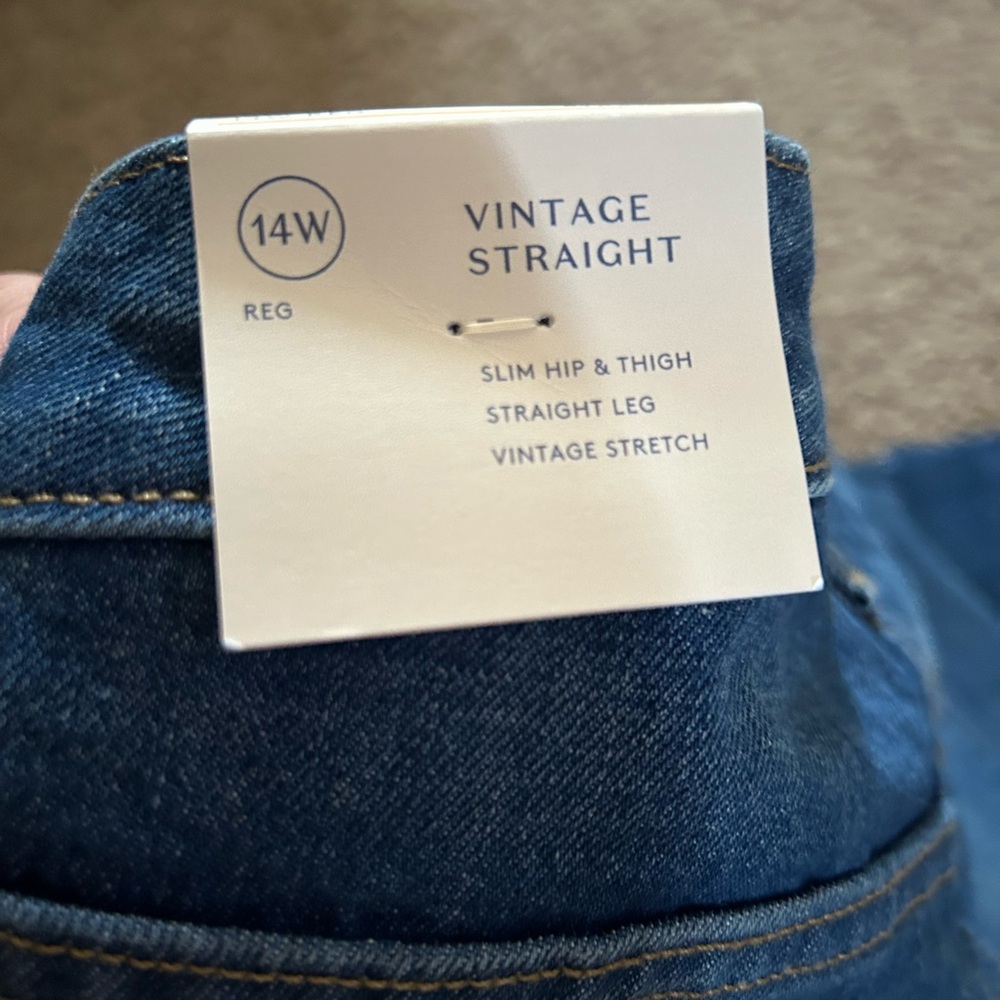 14W
REG
VINTAGE
STRAIGHT
SLIM HIP & THIGH
STRAIGHT LEG
VINTAGE STRETCH